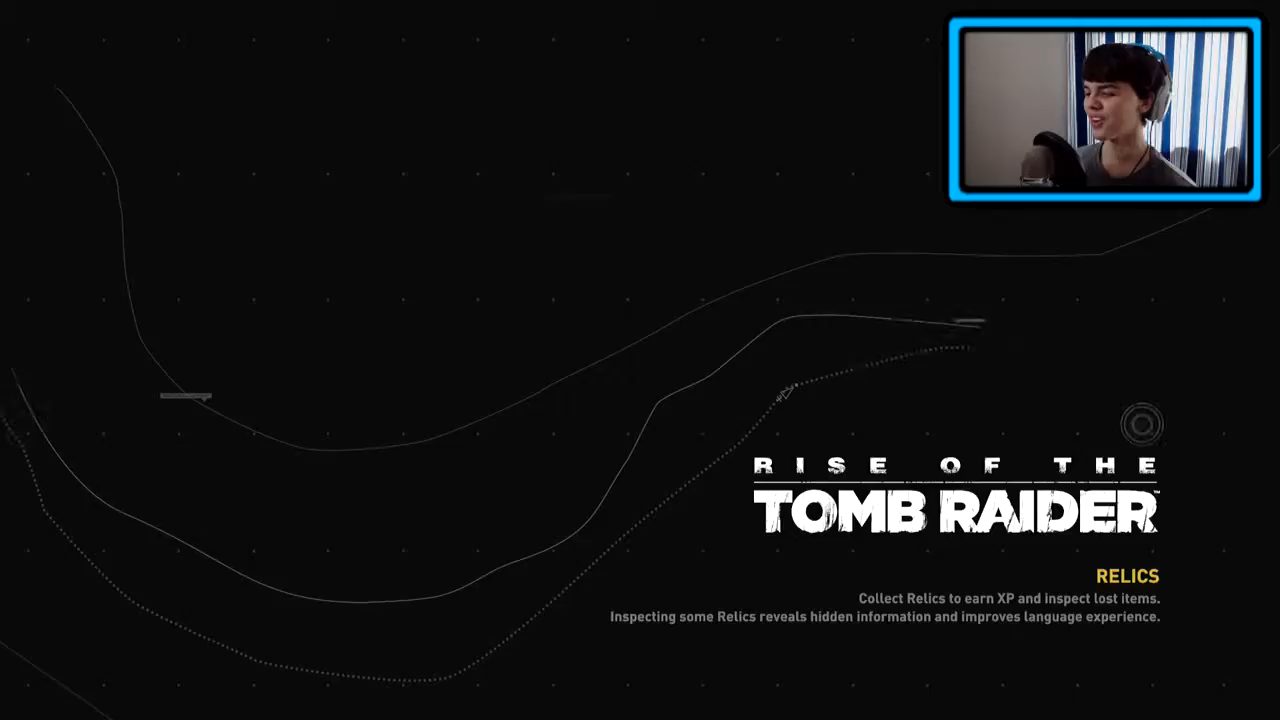 RISE OF THE
TOMB RAIDER™
RELICS
Collect Relics to earn XP and inspect lost items.
Inspecting some Relics reveals hidden information and improves language experience.